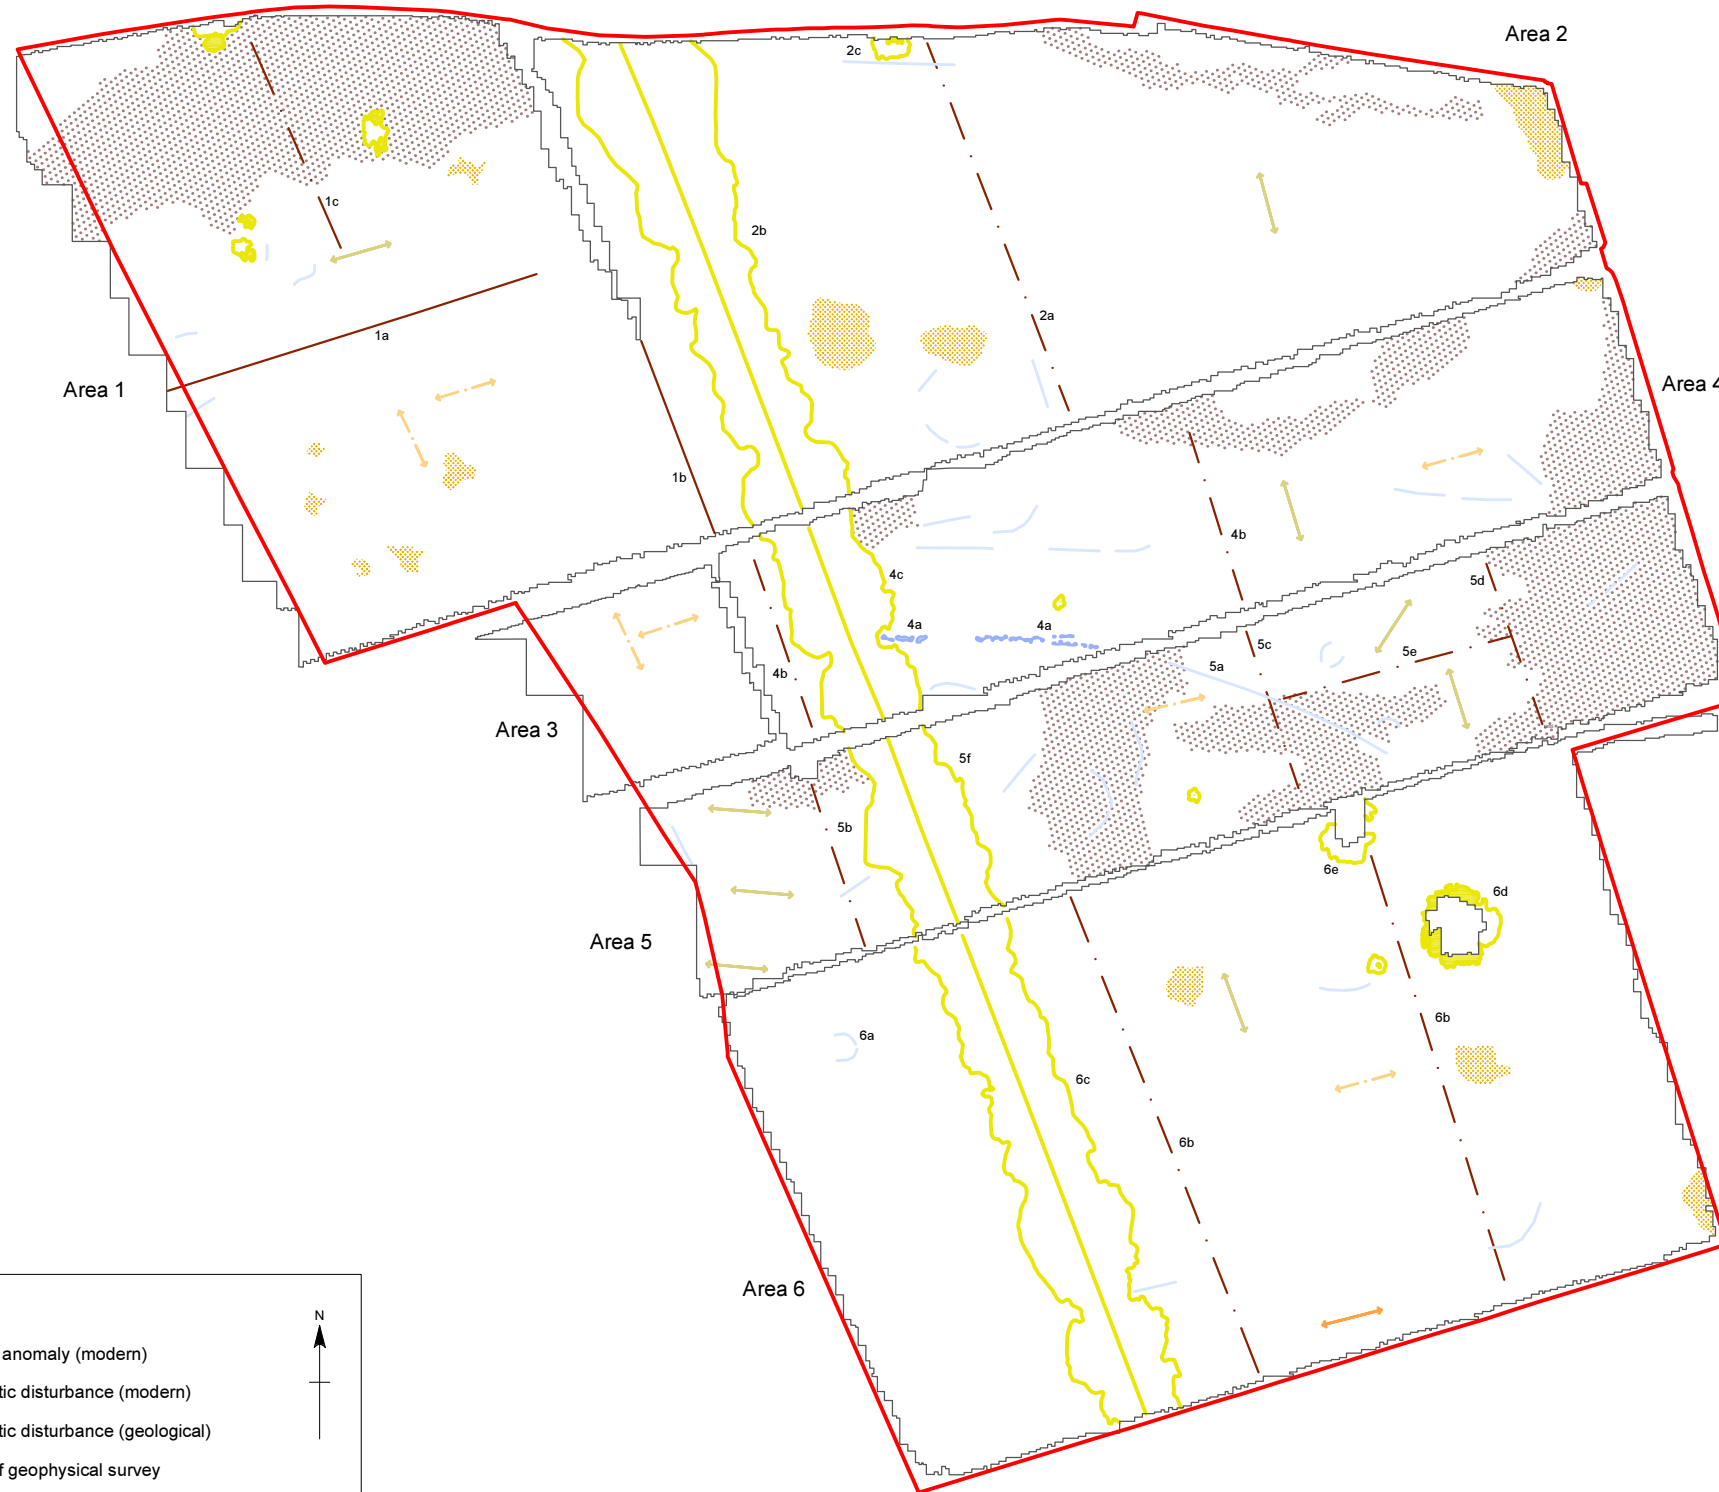 Area 2
2c
1c
2b
2a
1a
Area 1
Area 4
1b
4b
4c
5d
4a
4a
5c
5e
5a
4b
Area 3
5f
5b
6e
6d
Area 5
6b
6a
6c
6b
Area 6
N
anomaly (modern)
tic disturbance (modern)
tic disturbance (geological)
f geophysical survey